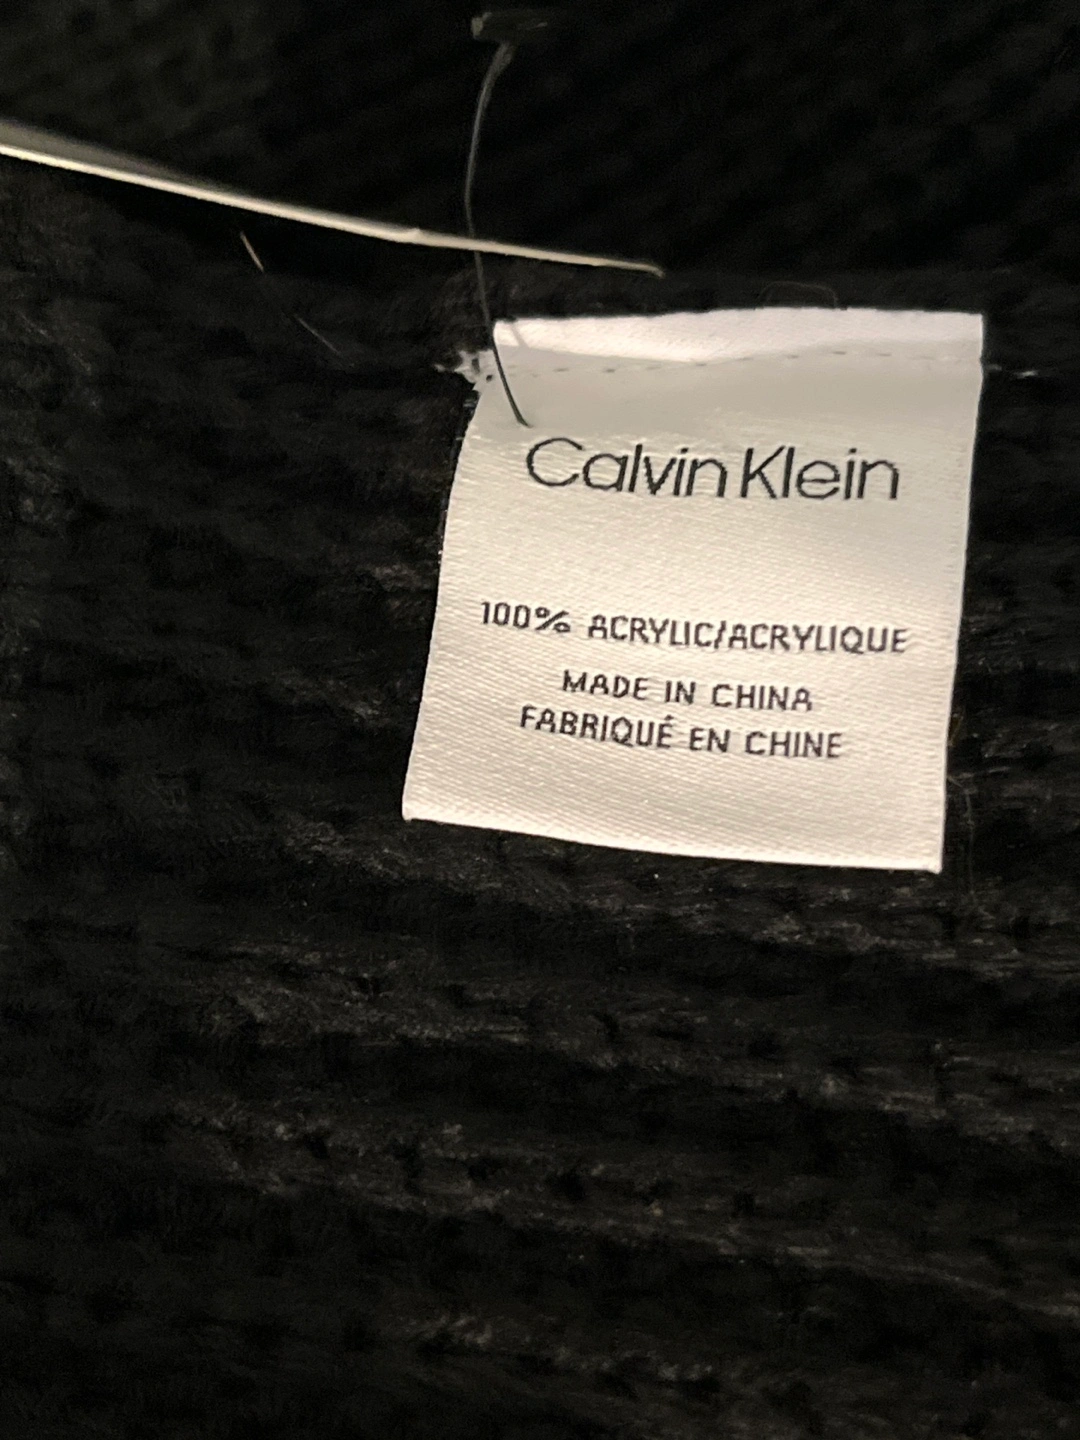 Calvin Klein
100% ACRYLIC/ACRYLIQUE
MADE IN CHINA
FABRIQUÉ EN CHINE